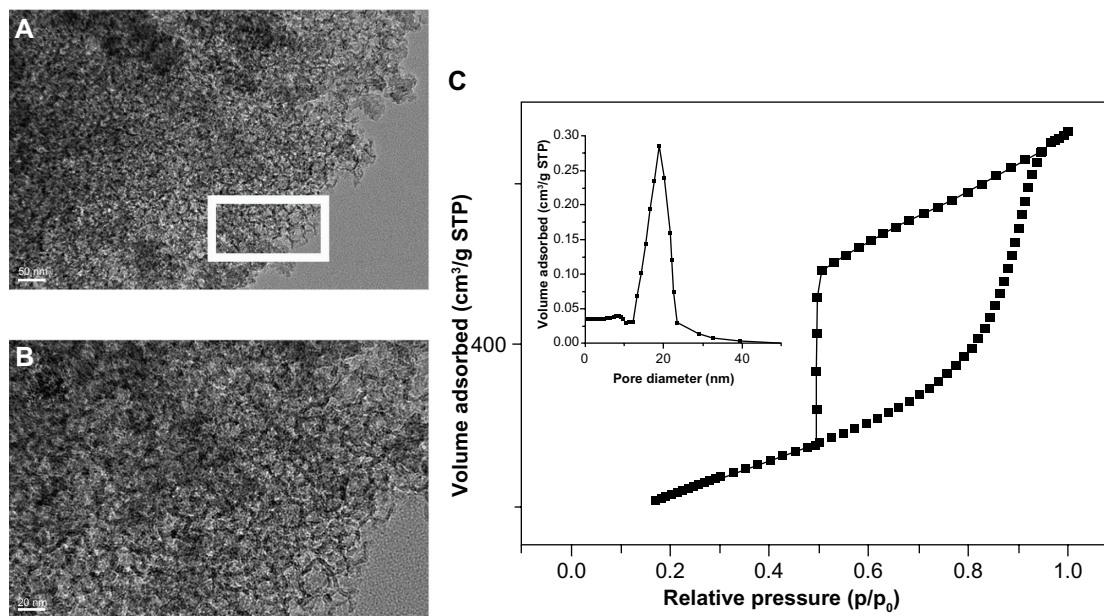 A
50 nm
B
20 nm
C
Volume adsorbed (cm³/g STP)
400
0.0
0.2
0.4
0.6
0.8
1.0
Relative pressure (p/p₀)
Volume adsorbed (cm³/g STP)
0.30
0.25
0.20
0.15
0.10
0.05
0.00
0
20
40
Pore diameter (nm)